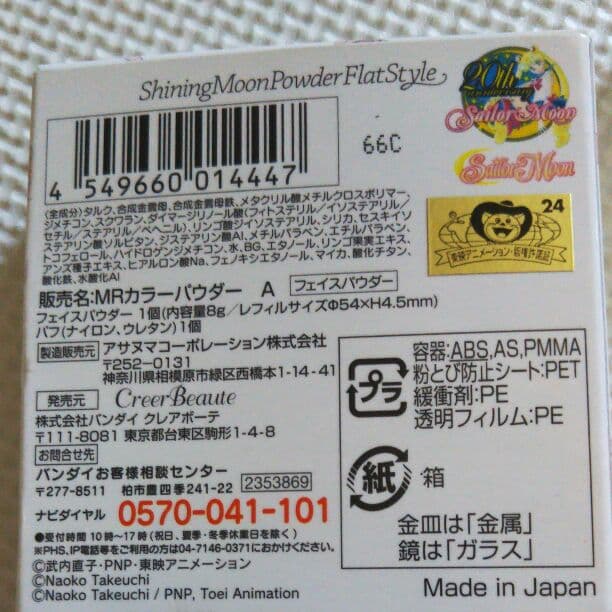 ShiningMoonPowderFlatStyle
20th
anniversary
Sailor Moon
66C
4 549660 014447
Sailor Moon
24
東映アニメーション・版権許諾証
〈全成分〉タルク、合成金雲母、合成金雲母鉄、メタクリル酸メチルクロスポリマー、
ジメチコン、スクワラン、ダイマージリノール酸(フィトステリル/イソステアリル/
セチル/ステアリル/ベヘニル)、リンゴ酸ジイソステアリル、シリカ、セスキイソ
ステアリン酸ソルビタン、ジステアリン酸Al、メチルパラベン、エチルパラベン、
トコフェロール、ハイドロゲンジメチコン、水、BG、エタノール、リンゴ果実エキス、
アンズ種子エキス、ヒアルロン酸Na、フェノキシエタノール、マイカ、酸化チタン、
酸化鉄、水酸化Al
販売名:MRカラーパウダー A フェイスパウダー
フェイスパウダー 1個(内容量8g/レフィルサイズΦ54×H4.5mm)
パフ(ナイロン、ウレタン)1個
製造販売元 アサヌマコーポレーション株式会社
〒252-0131
神奈川県相模原市緑区西橋本1-14-41
発売元 Creer Beaute
株式会社バンダイ クレアボーテ
〒111-8081 東京都台東区駒形1-4-8
お問合せ先
バンダイお客様相談センター
〒277-8511 柏市豊四季241-22 2353869
ナビダイヤル 0570-041-101
●受付時間 10時〜17時(祝日、夏季・冬季休業日を除く)
※PHS、IP電話等をご利用の方は04-7146-0371におかけください。
©武内直子・PNP・東映アニメーション
©Naoko Takeuchi
©Naoko Takeuchi / PNP, Toei Animation
プラ
容器:ABS,AS,PMMA
粉とび防止シート:PET
緩衝剤:PE
透明フィルム:PE
紙 箱
金皿は「金属」
鏡は「ガラス」
Made in Japan